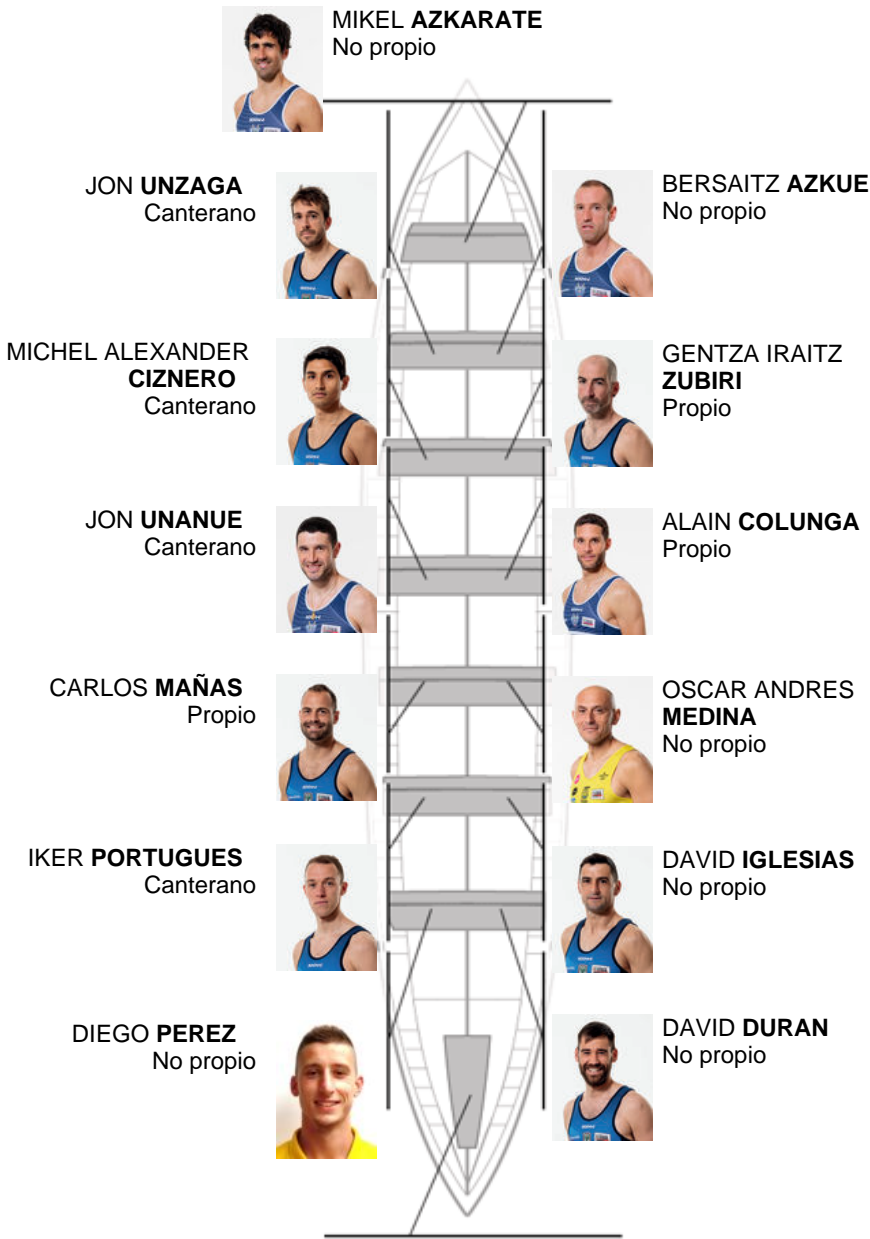 MIKEL AZKARATE
No propio
JON UNZAGA
Canterano
BERSAITZ AZKUE
No propio
MICHEL ALEXANDER
CIZNERO
Canterano
GENTZA IRAITZ
ZUBIRI
Propio
JON UNANUE
Canterano
ALAIN COLUNGA
Propio
CARLOS MAÑAS
Propio
OSCAR ANDRES
MEDINA
No propio
IKER PORTUGUES
Canterano
DAVID IGLESIAS
No propio
DIEGO PEREZ
No propio
DAVID DURAN
No propio